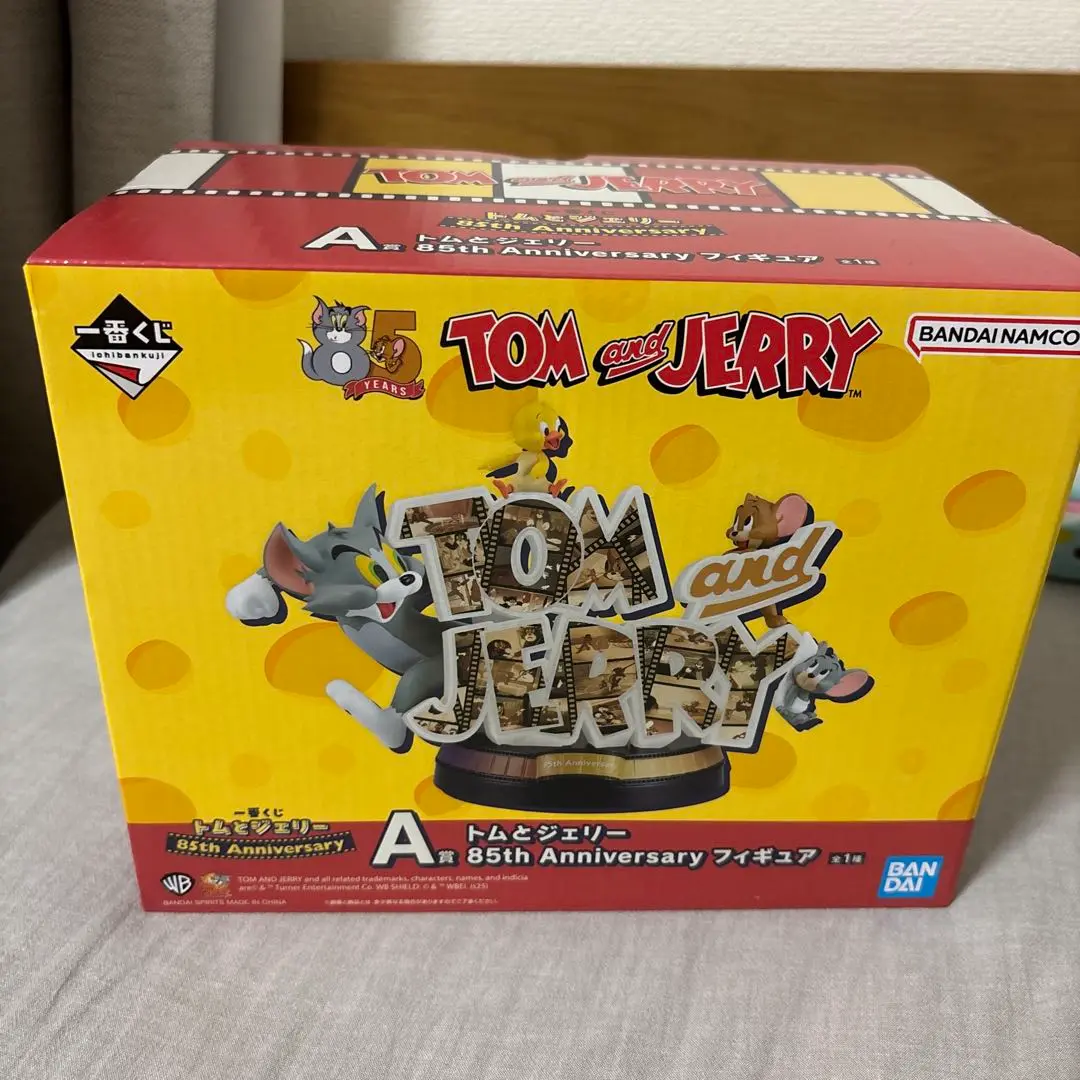 TOM and JERRY
トムとジェリー
85th Anniversary
A賞
トムとジェリー
85th Anniversary フィギュア 全1種
一番くじ
ichibankuji
85
YEARS
TOM and JERRY™
BANDAI NAMCO
TOM and
JERRY
85th Anniversary
一番くじ
トムとジェリー
85th Anniversary
A賞
トムとジェリー
85th Anniversary フィギュア 全1種
BAN
DAI
WB
TOM AND JERRY and all related trademarks, characters, names, and indicia
are © & ™ Turner Entertainment Co. WB SHIELD: © & ™ WBEI. (s25)
BANDAI SPIRITS MADE IN CHINA